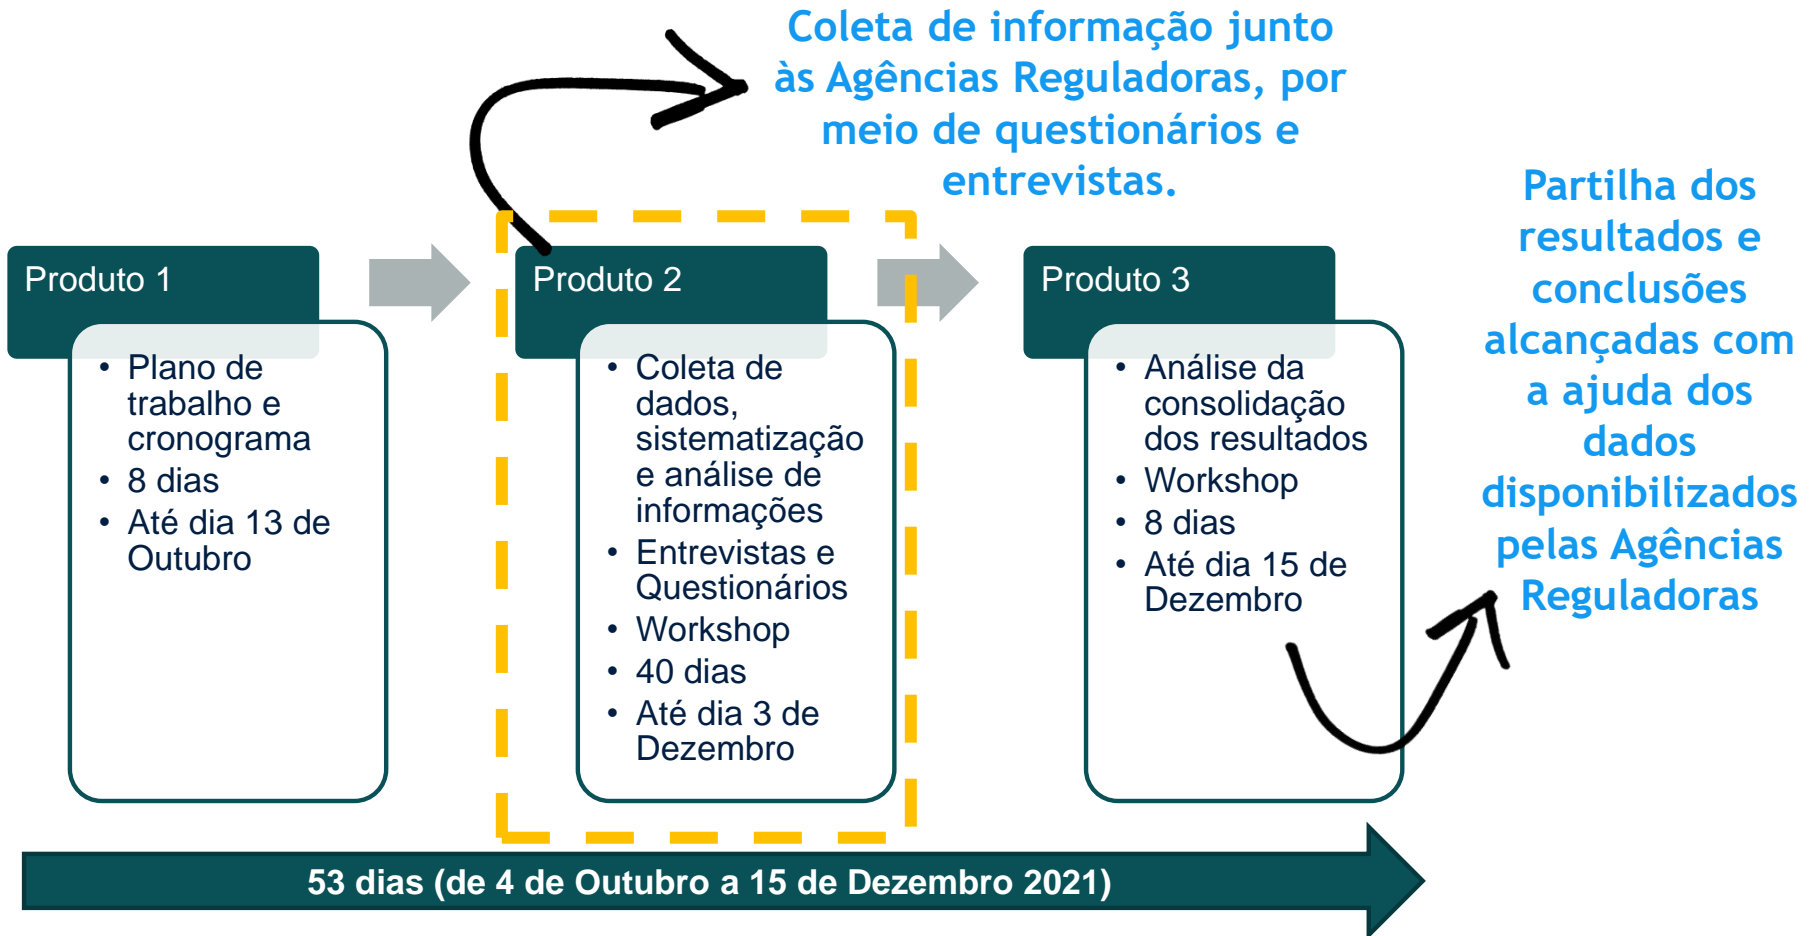 Coleta de informação junto
às Agências Reguladoras, por
meio de questionários e
entrevistas.
Partilha dos
resultados e
conclusões
alcançadas com
a ajuda dos
dados
disponibilizados
pelas Agências
Reguladoras
Produto 1
• Plano de
trabalho e
cronograma
• 8 dias
• Até dia 13 de
Outubro
Produto 2
• Coleta de
dados,
sistematização
e análise de
informações
• Entrevistas e
Questionários
• Workshop
• 40 dias
• Até dia 3 de
Dezembro
Produto 3
• Análise da
consolidação
dos resultados
• Workshop
• 8 dias
• Até dia 15 de
Dezembro
53 dias (de 4 de Outubro a 15 de Dezembro 2021)